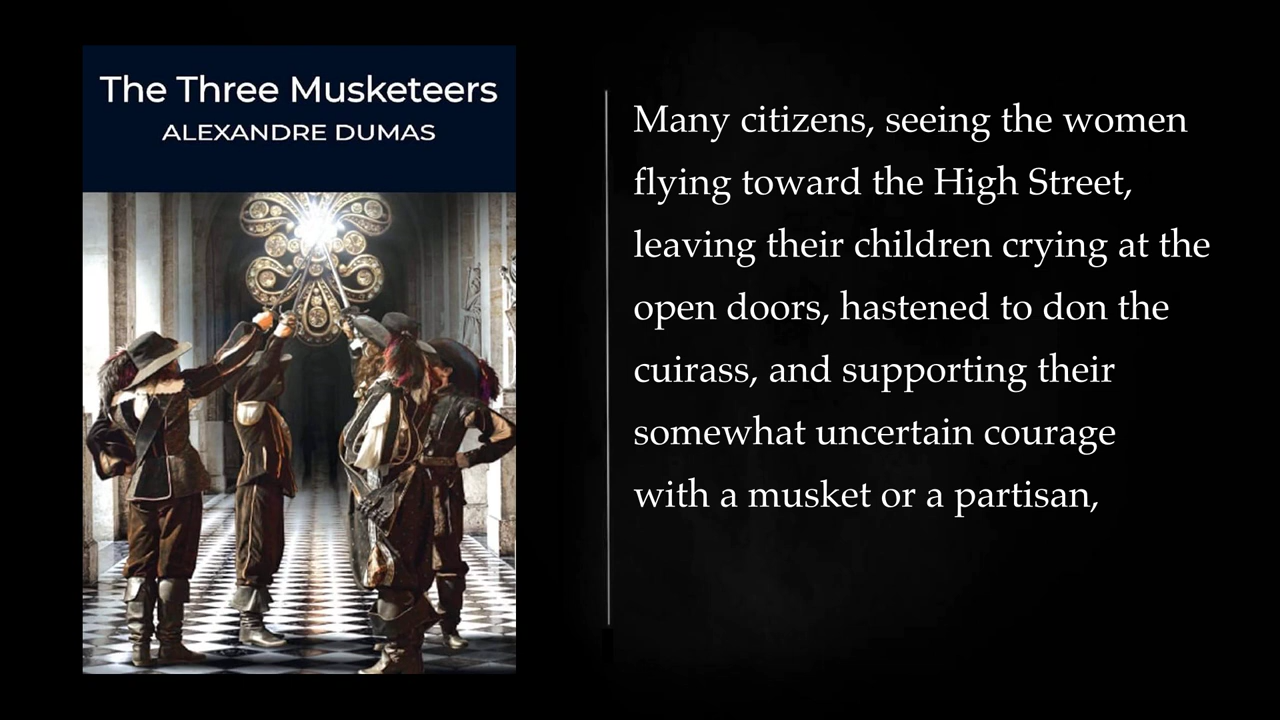 The Three Musketeers
ALEXANDRE DUMAS
Many citizens, seeing the women
flying toward the High Street,
leaving their children crying at the
open doors, hastened to don the
cuirass, and supporting their
somewhat uncertain courage
with a musket or a partisan,